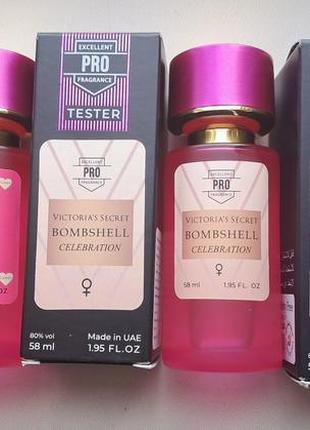 EXCELLENT
PRO
FRAGRANCE
TESTER
EXCELLENT
PRO
FRAGRANCE
VICTORIA'S SECRET
BOMBSHELL
CELEBRATION
80% vol
58 ml
Made in UAE
1.95 FL.OZ
EXCELLENT
PRO
FRAGRANCE
VICTORIA'S SECRET
BOMBSHELL
CELEBRATION
58 ml
1.95 FL. OZ
OZ